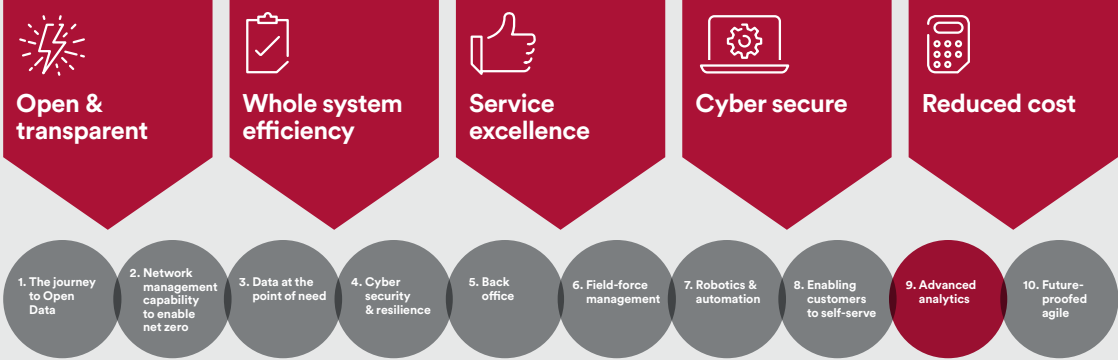 Open &
transparent
Whole system
efficiency
Service
excellence
Cyber secure
Reduced cost
1. The journey
to Open
Data
2. Network
management
capability
to enable
net zero
3. Data at the
point of need
4. Cyber
security
& resilience
5. Back
office
6. Field-force
management
7. Robotics &
automation
8. Enabling
customers
to self-serve
9. Advanced
analytics
10. Future-
proofed
agile